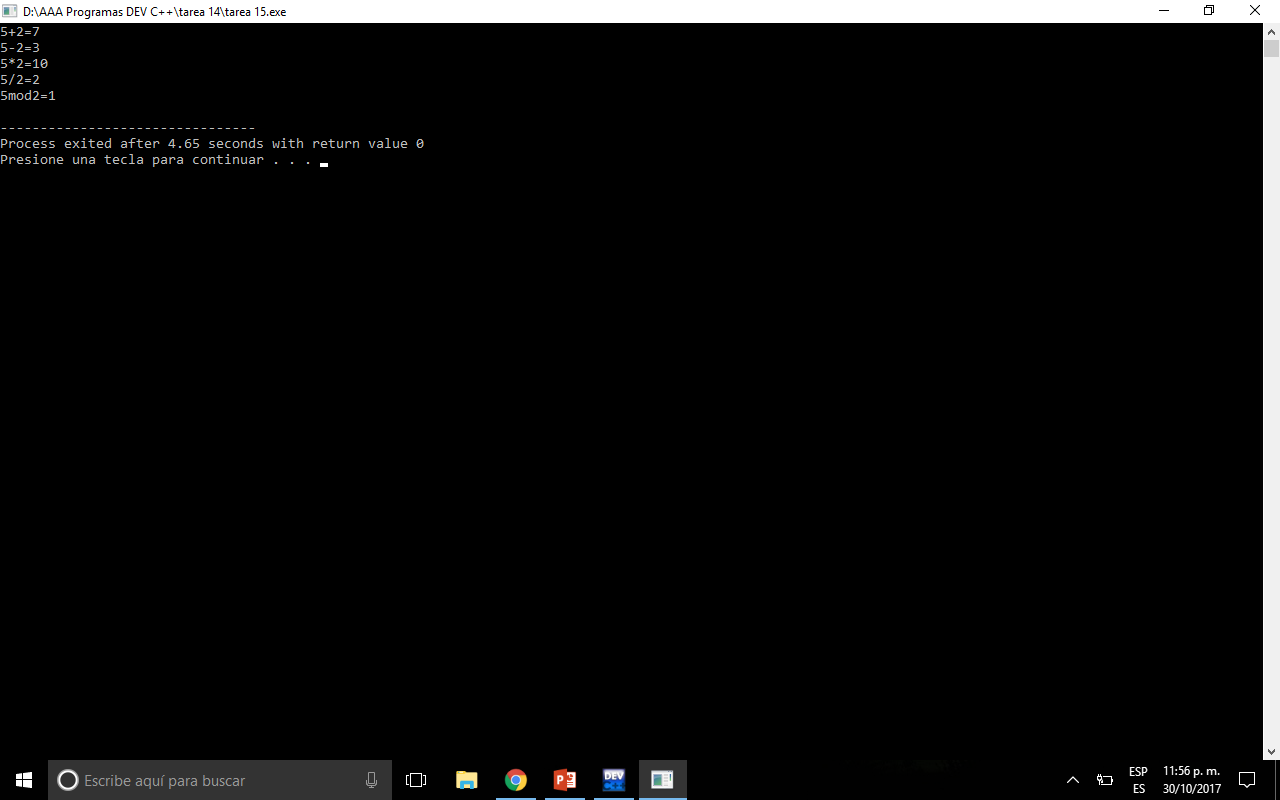 D:\AAA Programas DEV C++\tarea 14\tarea 15.exe
5+2=7
5-2=3
5*2=10
5/2=2
5mod2=1
--------------------------------
Process exited after 4.65 seconds with return value 0
Presione una tecla para continuar . . .
Escribe aquí para buscar
DEV
C++
ESP
ES
11:56 p. m.
30/10/2017